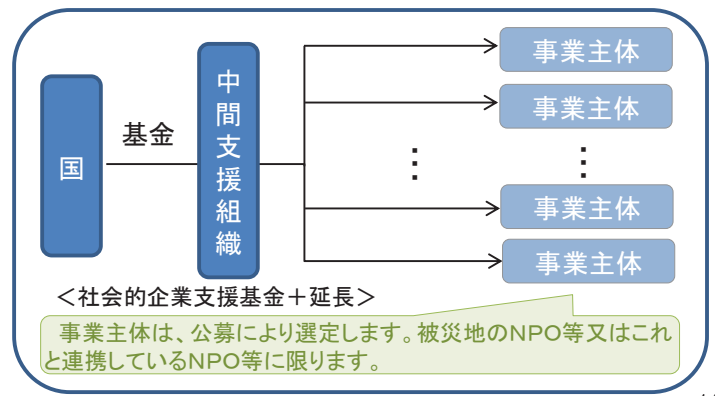 国
基金
中間支援組織
事業主体
事業主体
⋮
⋮
事業主体
事業主体
＜社会的企業支援基金＋延長＞
事業主体は、公募により選定します。被災地のＮＰＯ等又はこれ
と連携しているＮＰＯ等に限ります。